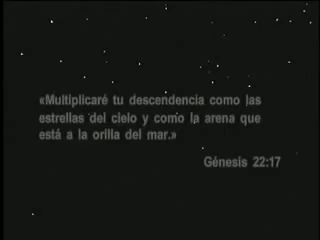 «Multiplicaré tu descendencia como las
estrellas del cielo y como la arena que
está a la orilla del mar.»
Génesis 22:17